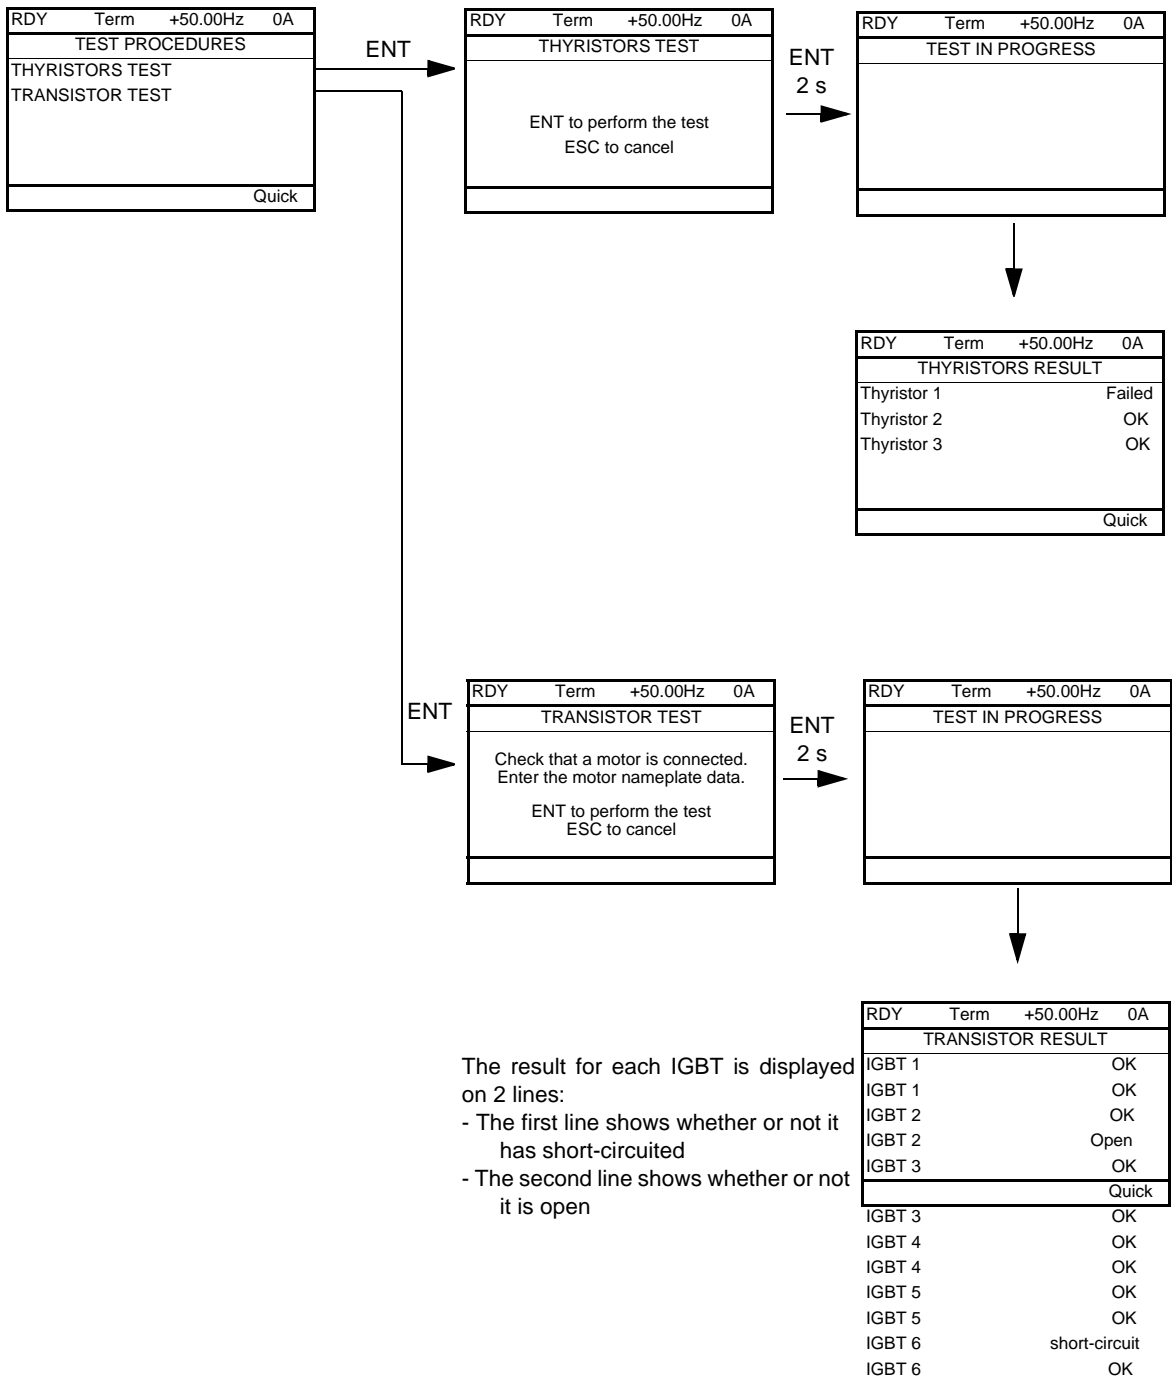 RDY Term +50.00Hz 0A
TEST PROCEDURES
THYRISTORS TEST
TRANSISTOR TEST
Quick
ENT
RDY Term +50.00Hz 0A
THYRISTORS TEST
ENT to perform the test
ESC to cancel
ENT
2 s
RDY Term +50.00Hz 0A
TEST IN PROGRESS
RDY Term +50.00Hz 0A
THYRISTORS RESULT
Thyristor 1 Failed
Thyristor 2 OK
Thyristor 3 OK
Quick
ENT
RDY Term +50.00Hz 0A
TRANSISTOR TEST
Check that a motor is connected.
Enter the motor nameplate data.
ENT to perform the test
ESC to cancel
ENT
2 s
RDY Term +50.00Hz 0A
TEST IN PROGRESS
The result for each IGBT is displayed
on 2 lines:
- The first line shows whether or not it
has short-circuited
- The second line shows whether or not
it is open
RDY Term +50.00Hz 0A
TRANSISTOR RESULT
IGBT 1 OK
IGBT 1 OK
IGBT 2 OK
IGBT 2 Open
IGBT 3 OK
Quick
IGBT 3 OK
IGBT 4 OK
IGBT 4 OK
IGBT 5 OK
IGBT 5 OK
IGBT 6 short-circuit
IGBT 6 OK